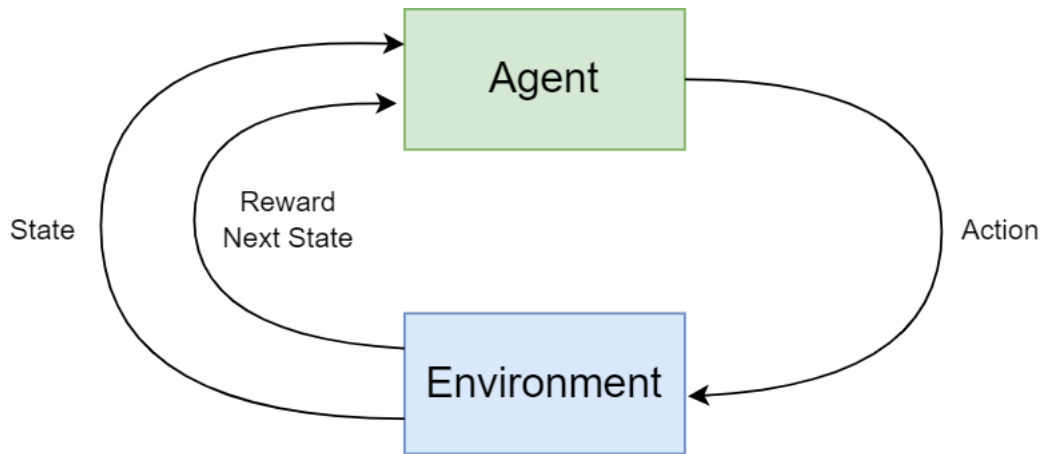 Agent
Reward
Next State
State
Action
Environment